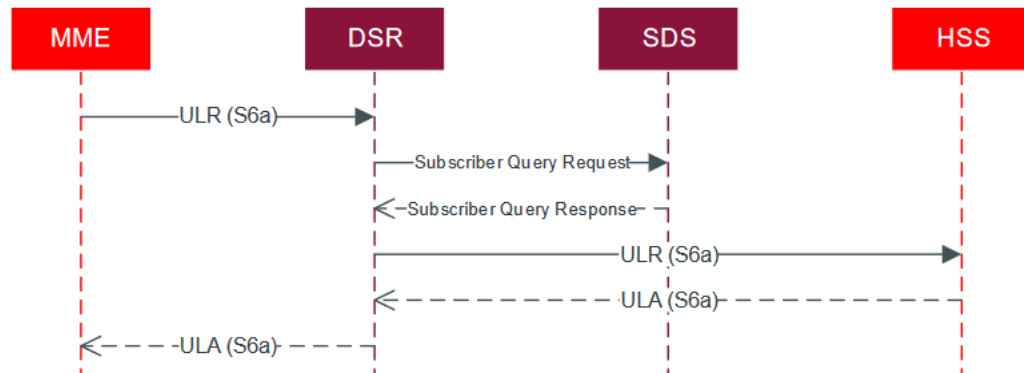 MME
DSR
SDS
HSS
ULR (S6a)
Subscriber Query Request
Subscriber Query Response
ULR (S6a)
ULA (S6a)
ULA (S6a)